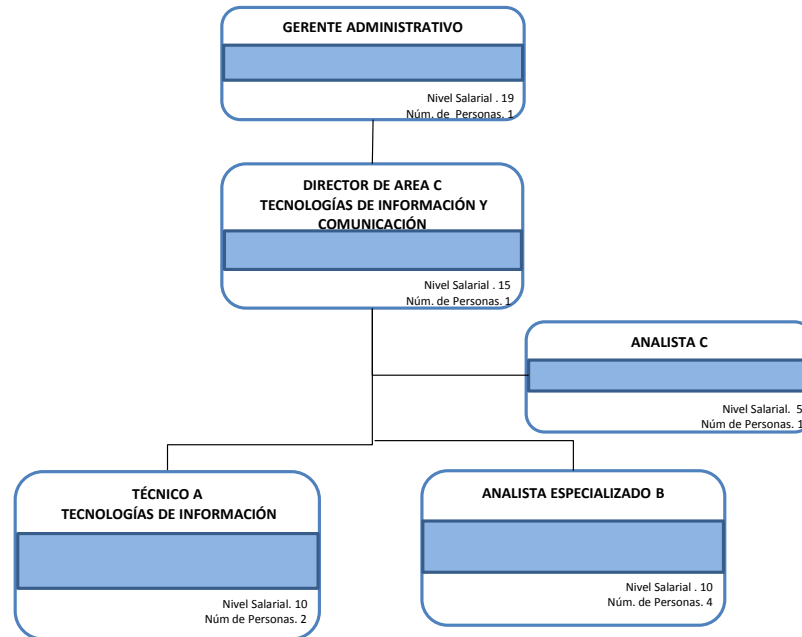 GERENTE ADMINISTRATIVO
Nivel Salarial . 19
Núm. de  Personas. 1
DIRECTOR DE AREA C
TECNOLOGÍAS DE INFORMACIÓN Y
COMUNICACIÓN
Nivel Salarial . 15
Núm. de Personas. 1
ANALISTA C
Nivel Salarial.  5
Núm de Personas. 1
TÉCNICO A
TECNOLOGÍAS DE INFORMACIÓN
Nivel Salarial. 10
Núm de Personas. 2
ANALISTA ESPECIALIZADO B
Nivel Salarial . 10
Núm. de Personas. 4